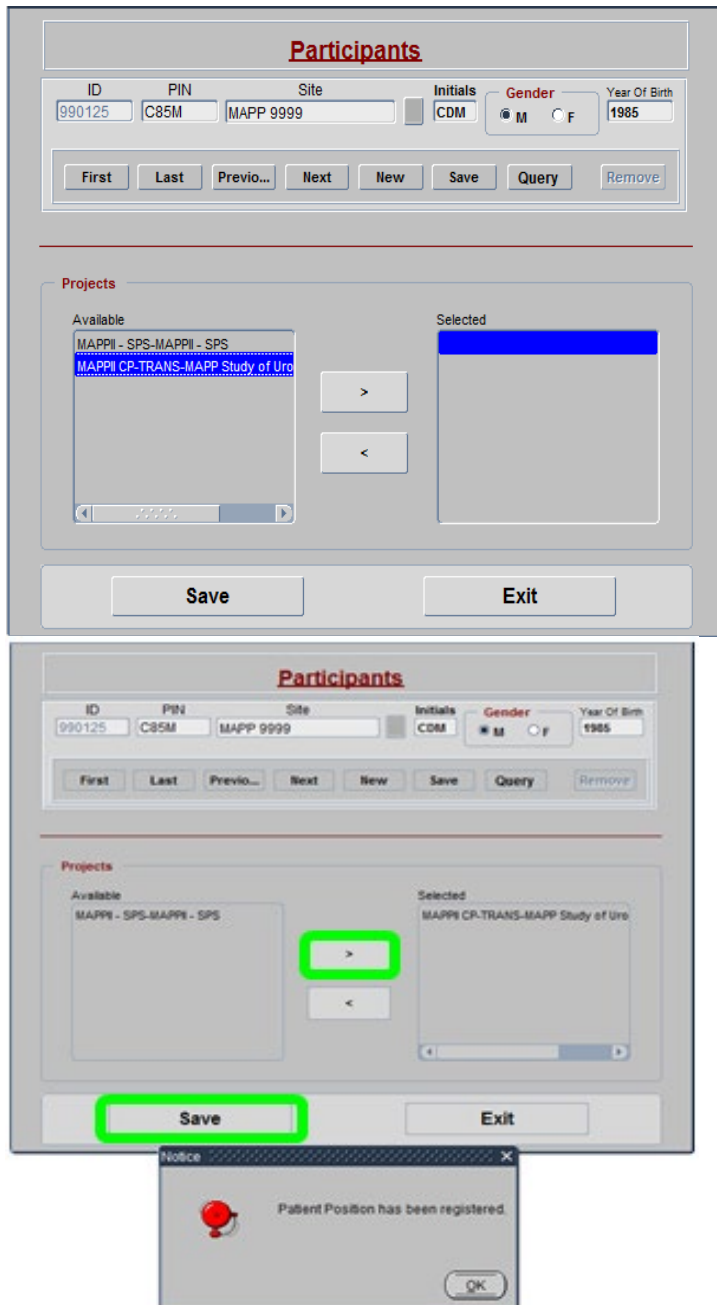 Participants
ID PIN Site Initials Gender Year Of Birth
990125 C85M MAPP 9999 CDM M F 1985
First Last Previo... Next New Save Query Remove
Projects
Available Selected
MAPPII - SPS-MAPPII - SPS
MAPPII CP-TRANS-MAPP Study of Uro
>
<
Save Exit
Participants
ID PIN Site Initials Gender Year Of Birth
990125 C85M MAPP 9999 CDM M F 1985
First Last Previo... Next New Save Query Remove
Projects
Available Selected
MAPPII - SPS-MAPPII - SPS MAPPII CP-TRANS-MAPP Study of Uro
>
<
Save Exit
Notice X
Patient Position has been registered.
OK